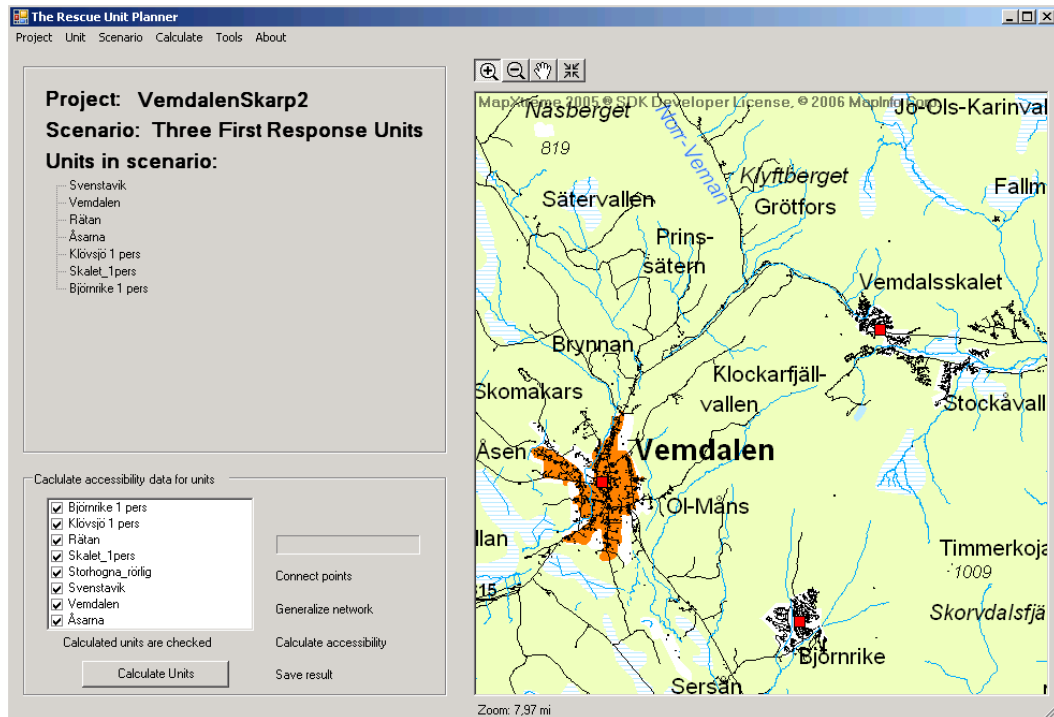 The Rescue Unit Planner
Project Unit Scenario Calculate Tools About
Project: VemdalenSkarp2
Scenario: Three First Response Units
Units in scenario:
Svenstavik
Vemdalen
Rätan
Åsarna
Klövsjö 1 pers
Skalet_1pers
Björnrike 1 pers
Caclulate accessibility data for units
Björnrike 1 pers
Klövsjö 1 pers
Rätan
Skalet_1pers
Storhogna_rörlig
Svenstavik
Vemdalen
Åsarna
Calculated units are checked
Calculate Units
Connect points
Generalize network
Calculate accessibility
Save result
MapXtreme 2005 ® SDK Developer License, © 2006 MapInfo Corp.
Näsberget
819
Norr-Veman
Jo-Ols-Karinval
Klyftberget
Fallm
Sätervallen
Grötfors
Prins-
sätern
Vemdalsskalet
Brynnan
Klockarfjäll-
vallen
Skomakars
Stockåvall
Åsen
Vemdalen
Ol-Måns
llan
Timmerkoja
1009
315
Skorvdalsfjä
Björnrike
Sersån
Zoom: 7,97 mi